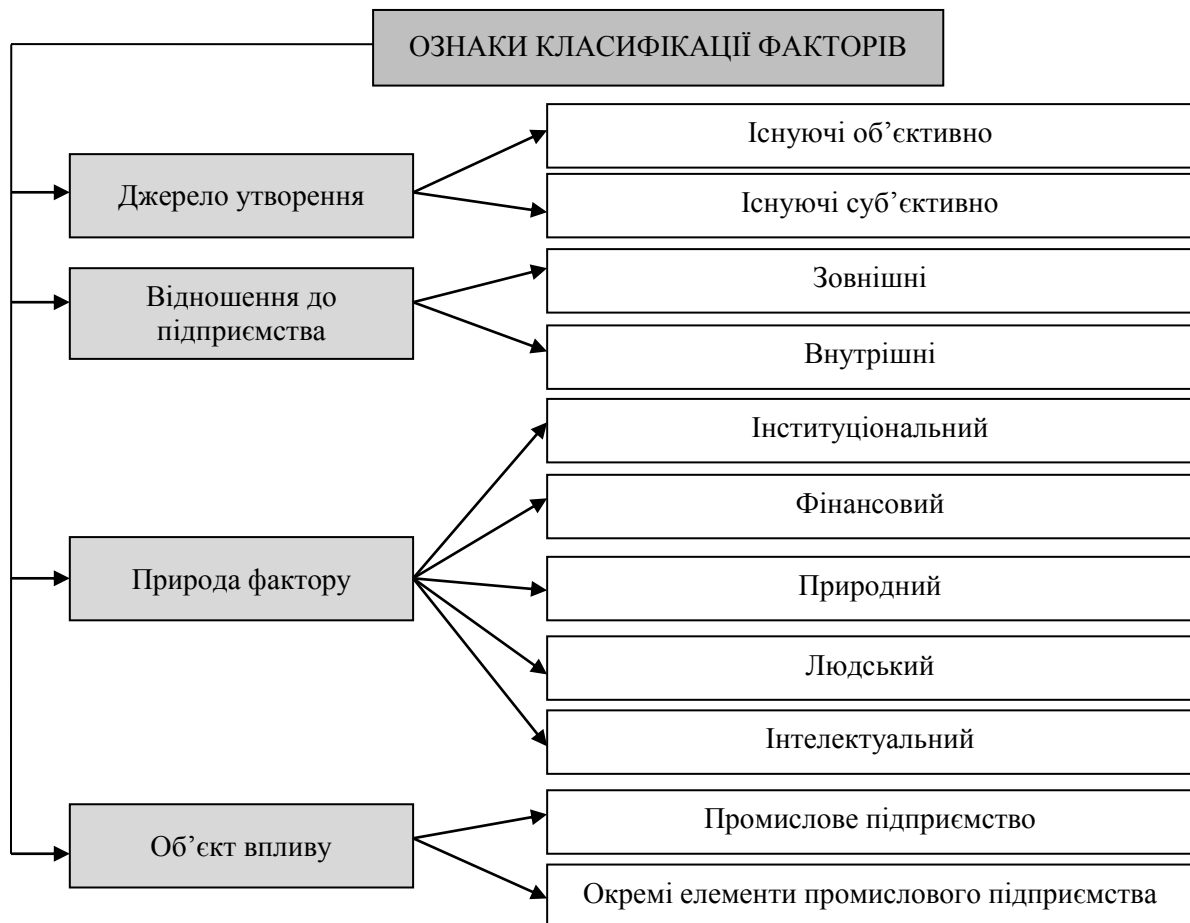 ОЗНАКИ КЛАСИФІКАЦІЇ ФАКТОРІВ
Джерело утворення
Існуючі об’єктивно
Існуючі суб’єктивно
Відношення до
підприємства
Зовнішні
Внутрішні
Природа фактору
Інституціональний
Фінансовий
Природний
Людський
Інтелектуальний
Об’єкт впливу
Промислове підприємство
Окремі елементи промислового підприємства